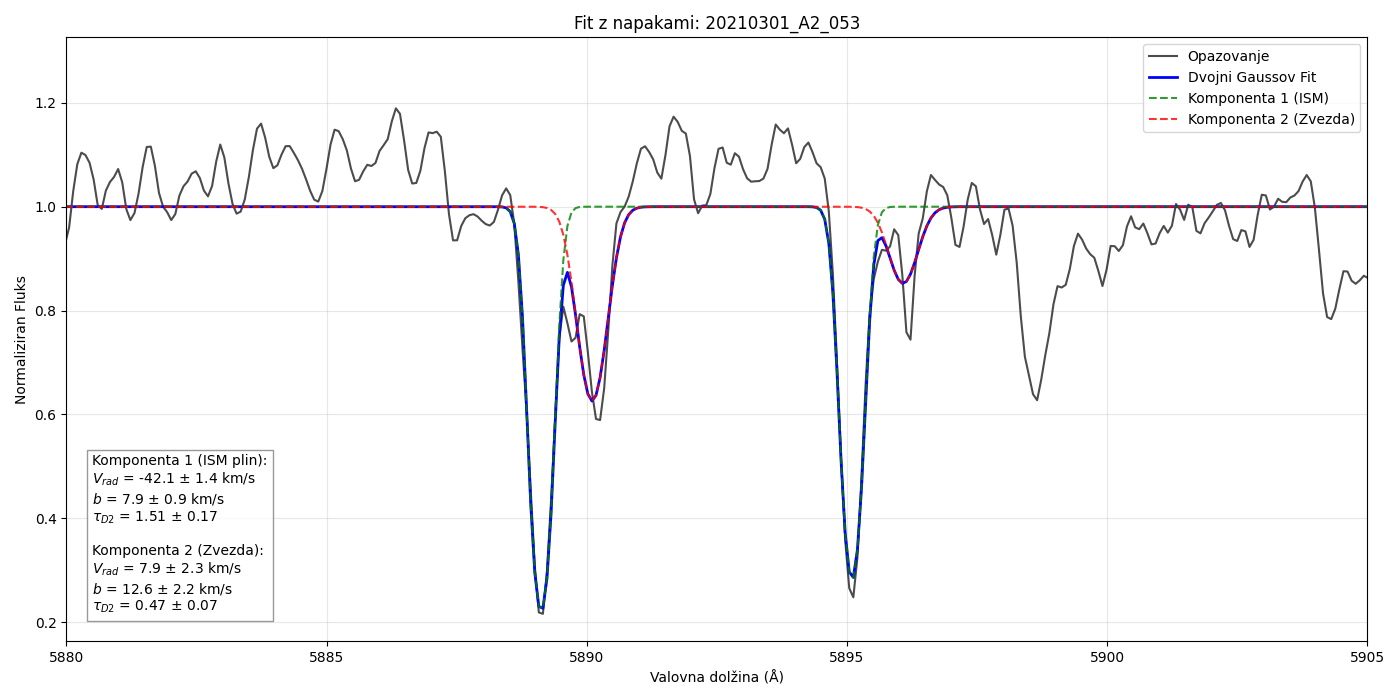 Fit z napakami: 20210301_A2_053
Opazovanje
Dvojni Gaussov Fit
Komponenta 1 (ISM)
Komponenta 2 (Zvezda)
Normaliziran Fluks
1.2
1.0
0.8
0.6
0.4
0.2
Komponenta 1 (ISM plin):
V_rad = -42.1 ± 1.4 km/s
b = 7.9 ± 0.9 km/s
τ_D2 = 1.51 ± 0.17
Komponenta 2 (Zvezda):
V_rad = 7.9 ± 2.3 km/s
b = 12.6 ± 2.2 km/s
τ_D2 = 0.47 ± 0.07
5880 5885 5890 5895 5900 5905
Valovna dolžina (Å)